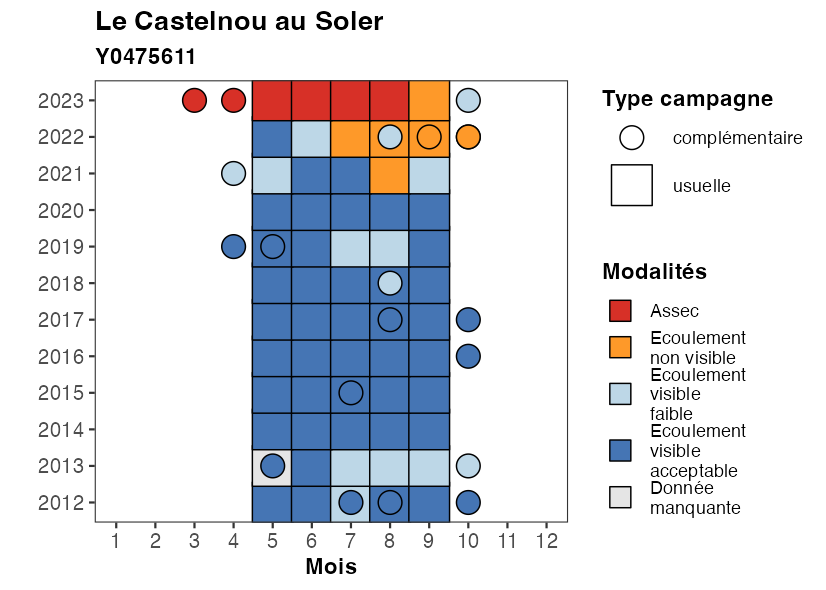 Le Castelnou au Soler
Y0475611
2023
2022
2021
2020
2019
2018
2017
2016
2015
2014
2013
2012
1 2 3 4 5 6 7 8 9 10 11 12
Mois
Type campagne
complémentaire
usuelle
Modalités
Assec
Ecoulement
non visible
Ecoulement
visible
faible
Ecoulement
visible
acceptable
Donnée
manquante